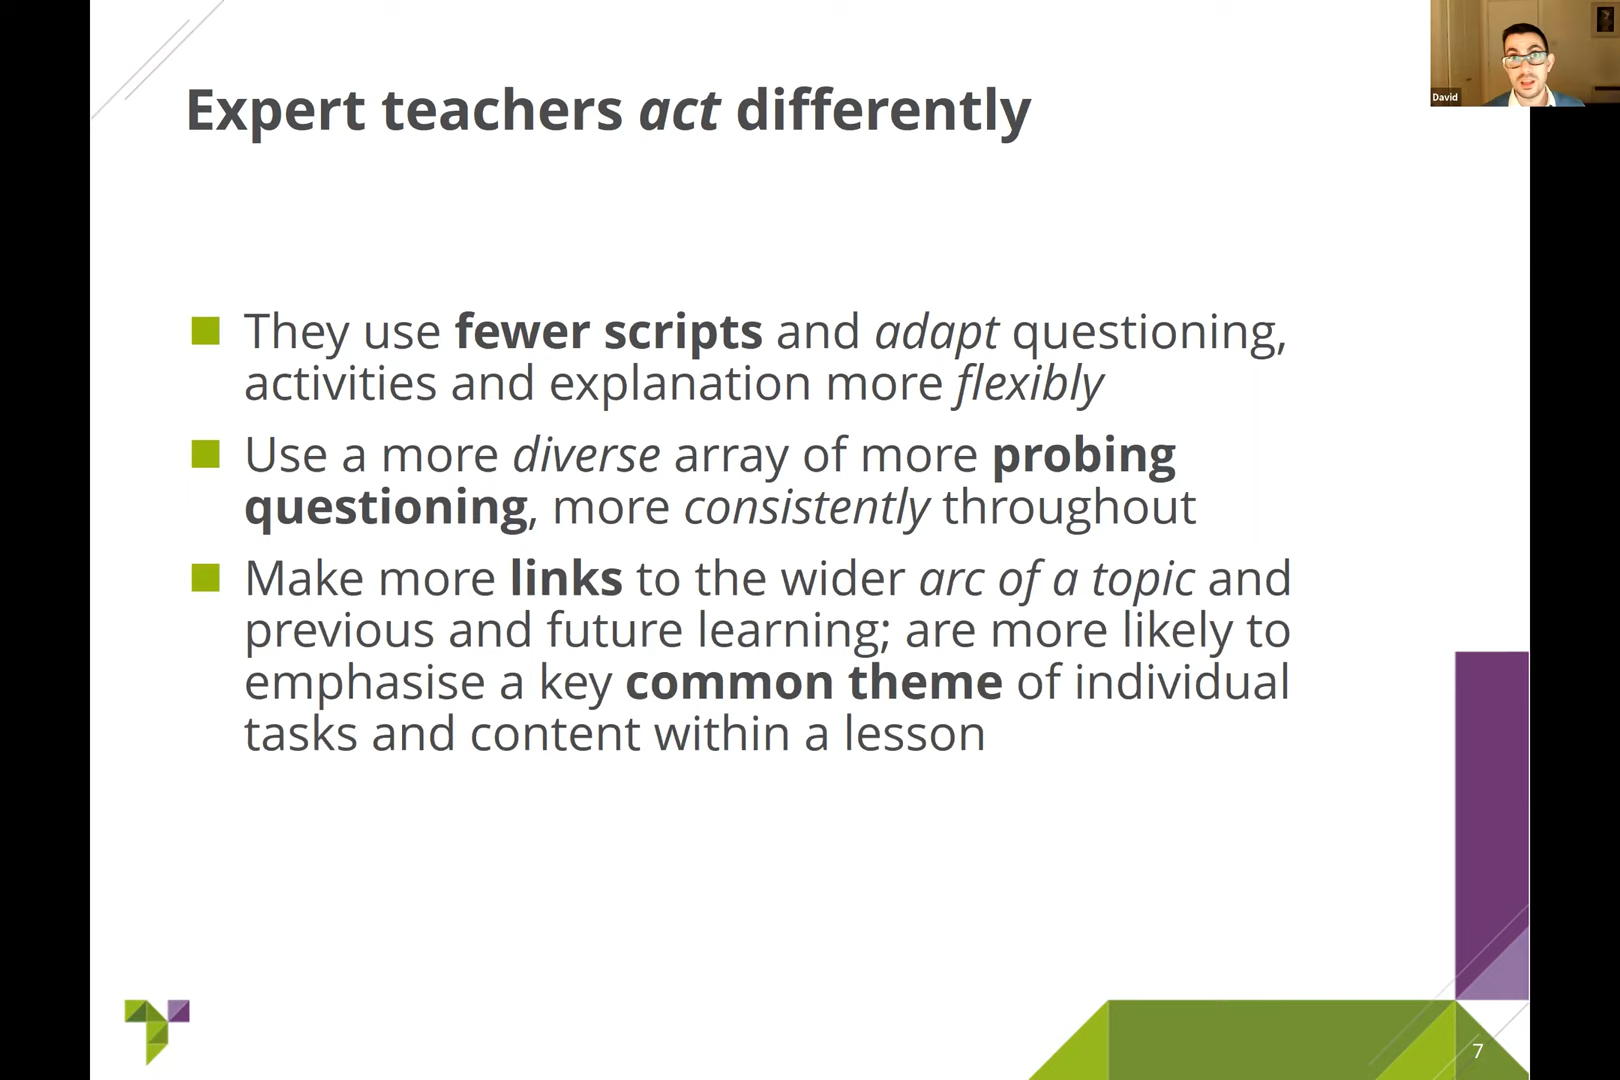 David
Expert teachers act differently
They use fewer scripts and adapt questioning,
activities and explanation more flexibly
Use a more diverse array of more probing
questioning, more consistently throughout
Make more links to the wider arc of a topic and
previous and future learning; are more likely to
emphasise a key common theme of individual
tasks and content within a lesson
7